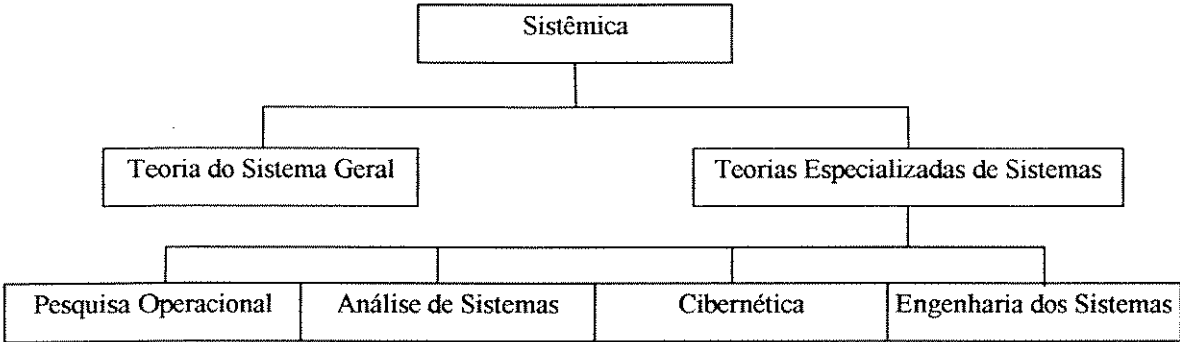 Sistêmica
Teoria do Sistema Geral
Teorias Especializadas de Sistemas
Pesquisa Operacional
Análise de Sistemas
Cibernética
Engenharia dos Sistemas